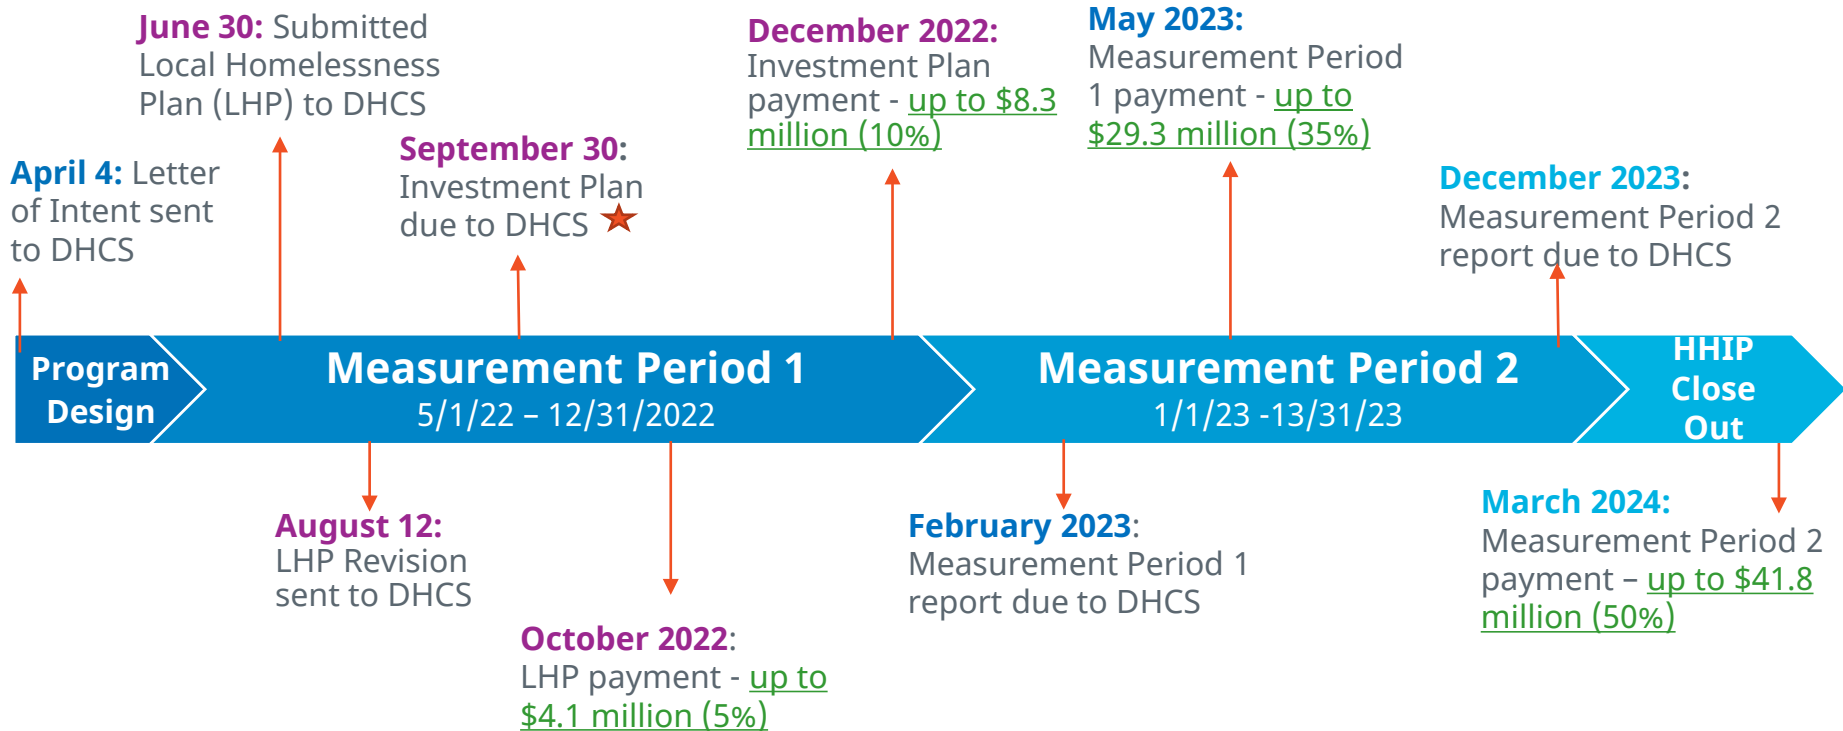 June 30: Submitted
Local Homelessness
Plan (LHP) to DHCS
December 2022:
Investment Plan
payment - up to $8.3
million (10%)
May 2023:
Measurement Period
1 payment - up to
$29.3 million (35%)
April 4: Letter
of Intent sent
to DHCS
September 30:
Investment Plan
due to DHCS
December 2023:
Measurement Period 2
report due to DHCS
Program
Design
Measurement Period 1
5/1/22 – 12/31/2022
Measurement Period 2
1/1/23 -13/31/23
HHIP
Close
Out
August 12:
LHP Revision
sent to DHCS
October 2022:
LHP payment - up to
$4.1 million (5%)
February 2023:
Measurement Period 1
report due to DHCS
March 2024:
Measurement Period 2
payment – up to $41.8
million (50%)